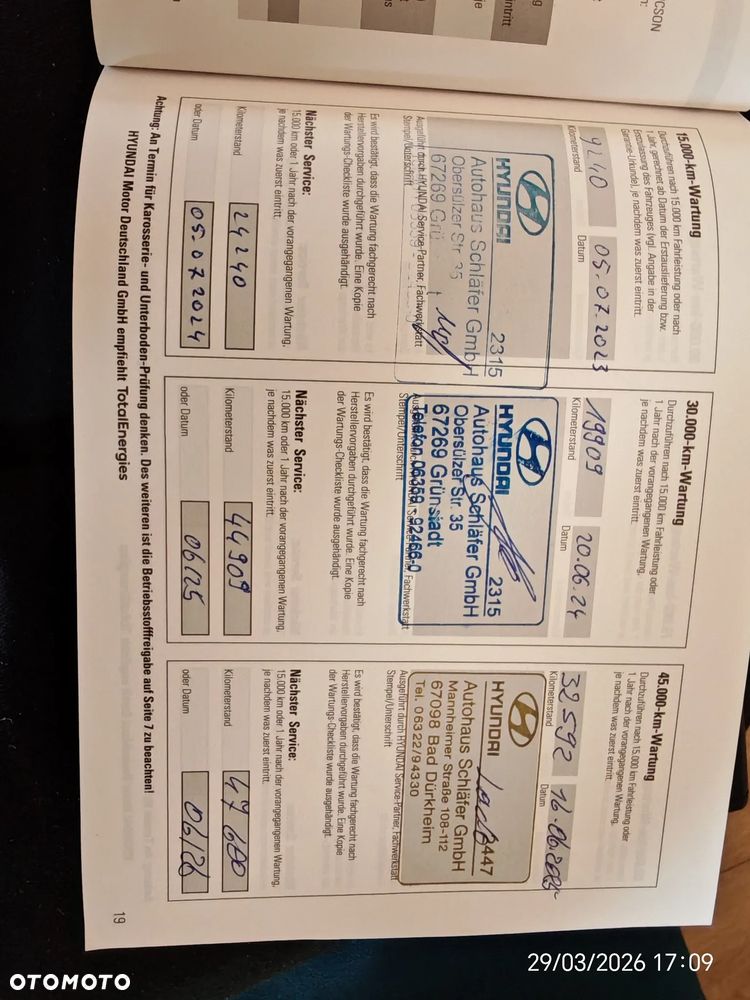 15.000-km-Wartung
Durchzuführen nach 15.000 km Fahrleistung oder nach
1 Jahr, gerechnet ab Datum der Erstauslieferung bzw.
Erstzulassung des Fahrzeuges (vgl. Angabe in der
Garantie-Urkunde), je nachdem was zuerst eintritt.
Kilometerstand
Datum
9240
05.07.2023
HYUNDAI
2315
Autohaus Schläfer GmbH
Obersülzer Str. 35
67269 Grü
Ausgeführt durch HYUNDAI Service-Partner, Fachwerkstatt
Stempel/Unterschrift
Es wird bestätigt, dass die Wartung fachgerecht nach
Herstellervorgaben durchgeführt wurde. Eine Kopie
der Wartungs-Checkliste wurde ausgehändigt.
Nächster Service:
15.000 km oder 1 Jahr nach der vorangegangenen Wartung,
je nachdem was zuerst eintritt.
Kilometerstand
24240
oder Datum
05.07.2024
30.000-km-Wartung
Durchzuführen nach 15.000 km Fahrleistung oder
1 Jahr nach der vorangegangenen Wartung,
je nachdem was zuerst eintritt.
Kilometerstand
Datum
19909
20.06.24
HYUNDAI
2315
Autohaus Schläfer GmbH
Obersülzer Str. 35
67269 Grünstadt
Telefon 06359 - 92466-0
Fachwerkstatt
Stempel/Unterschrift
Es wird bestätigt, dass die Wartung fachgerecht nach
Herstellervorgaben durchgeführt wurde. Eine Kopie
der Wartungs-Checkliste wurde ausgehändigt.
Nächster Service:
15.000 km oder 1 Jahr nach der vorangegangenen Wartung,
je nachdem was zuerst eintritt.
Kilometerstand
44909
oder Datum
06/25
45.000-km-Wartung
Durchzuführen nach 15.000 km Fahrleistung oder
1 Jahr nach der vorangegangenen Wartung,
je nachdem was zuerst eintritt.
Kilometerstand
Datum
32592
16.06.2025
HYUNDAI
447
Autohaus Schläfer GmbH
Mannheimer Straße 108-112
67098 Bad Dürkheim
Tel. 06322/94330
Ausgeführt durch HYUNDAI Service-Partner, Fachwerkstatt
Stempel/Unterschrift
Es wird bestätigt, dass die Wartung fachgerecht nach
Herstellervorgaben durchgeführt wurde. Eine Kopie
der Wartungs-Checkliste wurde ausgehändigt.
Nächster Service:
15.000 km oder 1 Jahr nach der vorangegangenen Wartung,
je nachdem was zuerst eintritt.
Kilometerstand
47600
oder Datum
06/26
Achtung: An Termin für Karosserie- und Unterboden-Prüfung denken. Des weiteren ist die Betriebsstofffreigabe auf Seite 7 zu beachten!
HYUNDAI Motor Deutschland GmbH empfiehlt TotalEnergies
19
29/03/2026 17:09
OTOMOTO